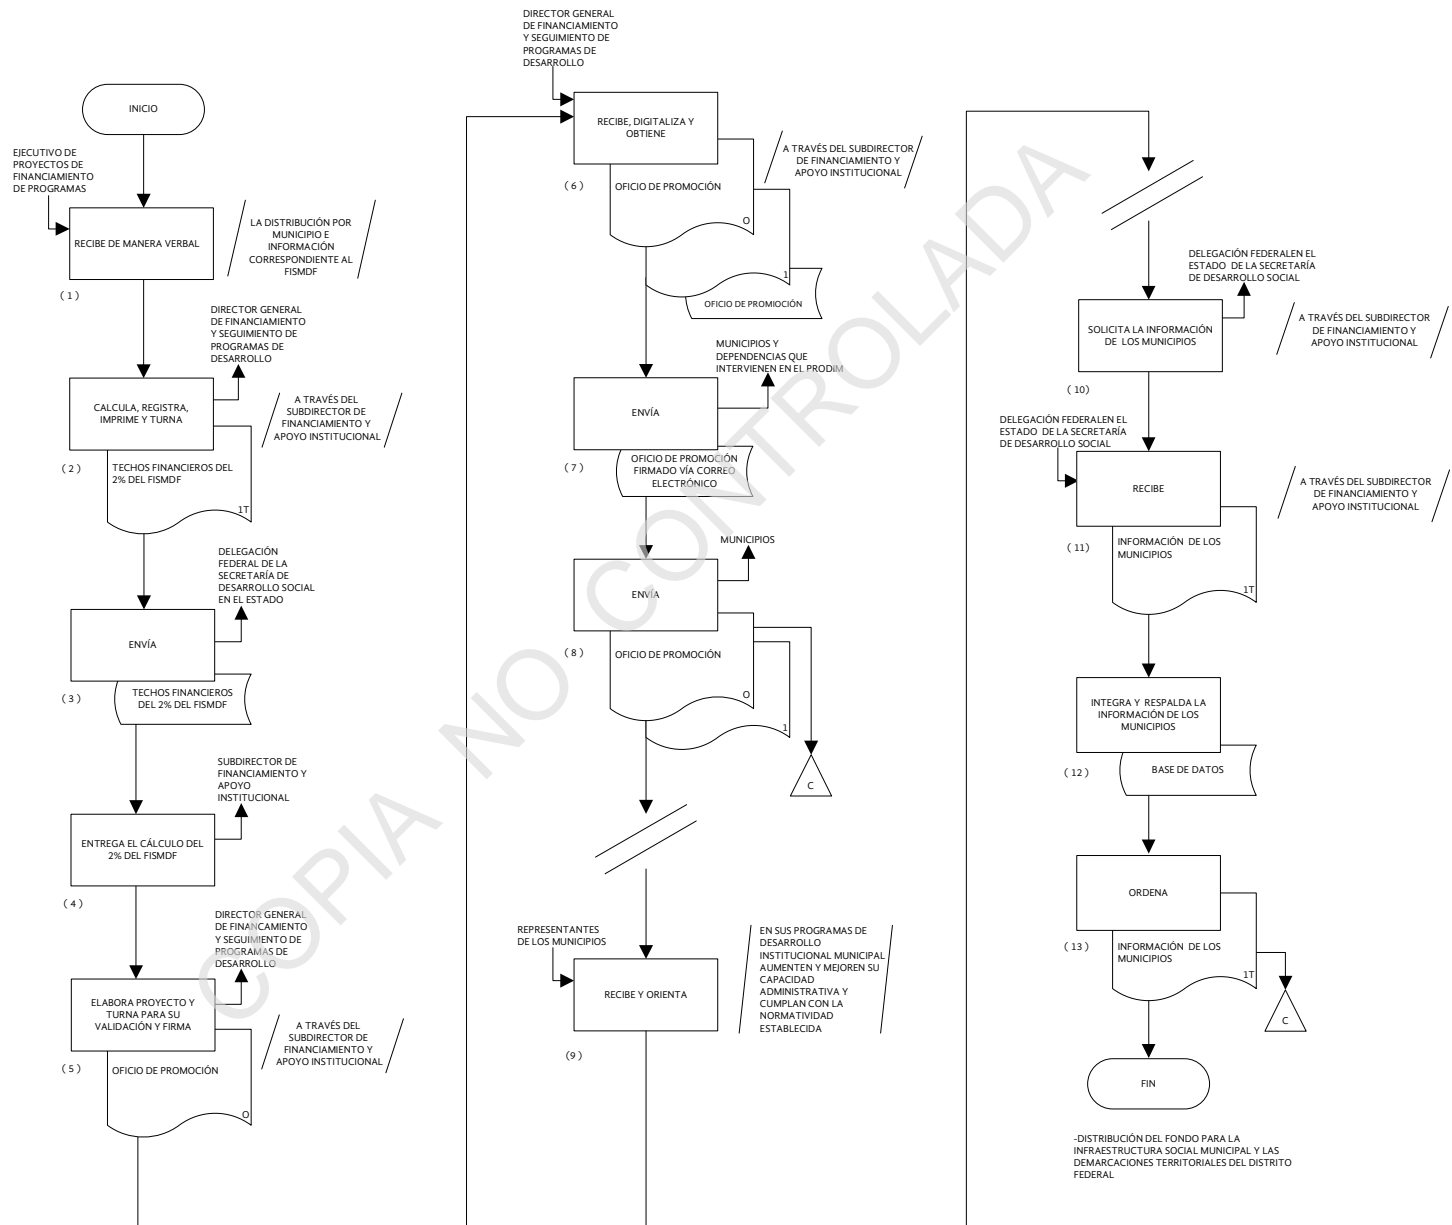 INICIO
EJECUTIVO DE
PROYECTOS DE
FINANCIAMIENTO
DE PROGRAMAS
RECIBE DE MANERA VERBAL
LA DISTRIBUCIÓN POR
MUNICIPIO E
INFORMACIÓN
CORRESPONDIENTE AL
FISMDF
( 1 )
DIRECTOR GENERAL
DE FINANCIAMIENTO
Y SEGUIMIENTO DE
PROGRAMAS DE
DESARROLLO
CALCULA, REGISTRA,
IMPRIME Y TURNA
A TRAVÉS DEL
SUBDIRECTOR DE
FINANCIAMIENTO Y
APOYO INSTITUCIONAL
( 2 )
TECHOS FINANCIEROS DEL
2% DEL FISMDF
1T
DELEGACIÓN
FEDERAL DE LA
SECRETARÍA DE
DESARROLLO SOCIAL
EN EL ESTADO
ENVÍA
( 3 )
TECHOS FINANCIEROS
DEL 2% DEL FISMDF
SUBDIRECTOR DE
FINANCIAMIENTO Y
APOYO
INSTITUCIONAL
ENTREGA EL CÁLCULO DEL
2% DEL FISMDF
( 4 )
DIRECTOR GENERAL
DE FINANCAMIENTO
Y SEGUIMIENTO DE
PROGRAMAS DE
DESARROLLO
ELABORA PROYECTO Y
TURNA PARA SU
VALIDACIÓN Y FIRMA
A TRAVÉS DEL
SUBDIRECTOR DE
FINANCIAMIENTO Y
APOYO INSTITUCIONAL
( 5 )
OFICIO DE PROMOCIÓN
O
DIRECTOR GENERAL
DE FINANCIAMIENTO
Y SEGUIMIENTO DE
PROGRAMAS DE
DESARROLLO
RECIBE, DIGITALIZA Y
OBTIENE
A TRAVÉS DEL SUBDIRECTOR
DE FINANCIAMIENTO Y
APOYO INSTITUCIONAL
( 6 )
OFICIO DE PROMOCIÓN
O
1
OFICIO DE PROMIOCIÓN
MUNICIPIOS Y
DEPENDENCIAS QUE
INTERVIENEN EN EL PRODIM
ENVÍA
( 7 )
OFICIO DE PROMOCIÓN
FIRMADO VÍA CORREO
ELECTRÓNICO
MUNICIPIOS
ENVÍA
( 8 )
OFICIO DE PROMOCIÓN
O
1
C
REPRESENTANTES
DE LOS MUNICIPIOS
RECIBE Y ORIENTA
EN SUS PROGRAMAS DE
DESARROLLO
INSTITUCIONAL MUNICIPAL
AUMENTEN Y MEJOREN SU
CAPACIDAD
ADMINISTRATIVA Y
CUMPLAN CON LA
NORMATIVIDAD
ESTABLECIDA
(9 )
DELEGACIÓN FEDERALEN EL
ESTADO DE LA SECRETARÍA
DE DESARROLLO SOCIAL
SOLICITA LA INFORMACIÓN
DE LOS MUNICIPIOS
A TRAVÉS DEL SUBDIRECTOR
DE FINANCIAMIENTO Y
APOYO INSTITUCIONAL
(10)
DELEGACIÓN FEDERALEN EL
ESTADO DE LA SECRETARÍA
DE DESARROLLO SOCIAL
RECIBE
A TRAVÉS DEL SUBDIRECTOR
DE FINANCIAMIENTO Y
APOYO INSTITUCIONAL
(11)
INFORMACIÓN DE LOS
MUNICIPIOS
1T
INTEGRA Y RESPALDA LA
INFORMACIÓN DE LOS
MUNICIPIOS
(12 )
BASE DE DATOS
ORDENA
(13 )
INFORMACIÓN DE LOS
MUNICIPIOS
1T
C
FIN
-DISTRIBUCIÓN DEL FONDO PARA LA
INFRAESTRUCTURA SOCIAL MUNICIPAL Y LAS
DEMARCACIONES TERRITORIALES DEL DISTRITO
FEDERAL
COPIA NO CONTROLADA